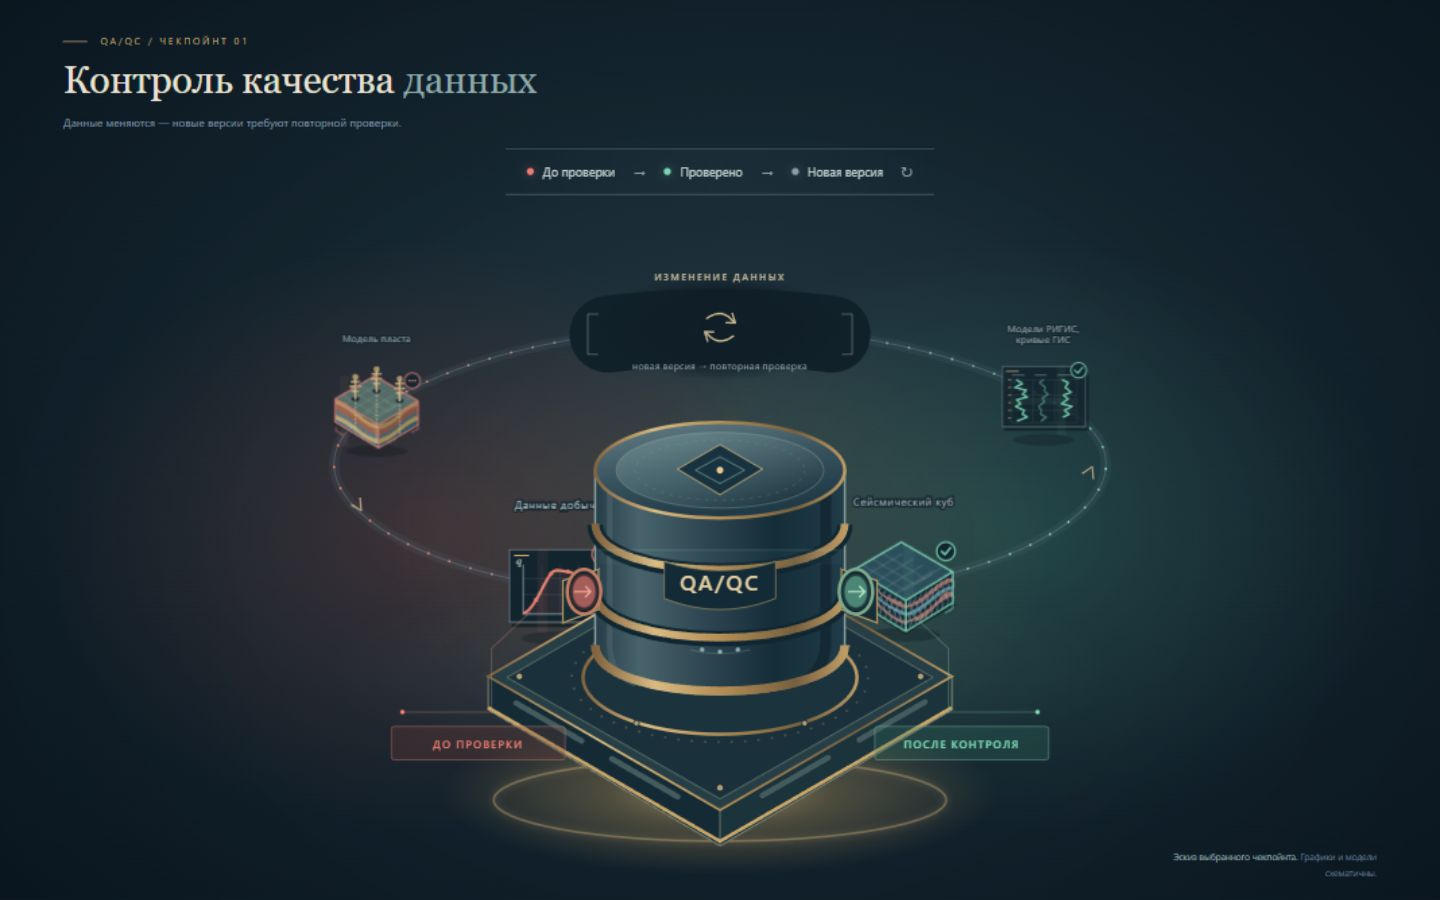 QA/QC / ЧЕКПОЙНТ 01
Контроль качества данных
Данные меняются — новые версии требуют повторной проверки.
До проверки → Проверено → Новая версия ↻
ИЗМЕНЕНИЕ ДАННЫХ
новая версия → повторная проверка
Модель пласта
Модели РИГИС,
кривые ГИС
Данные добыч
Сейсмический куб
q
QA/QC
ДО ПРОВЕРКИ
ПОСЛЕ КОНТРОЛЯ
Эскиз выбранного чекпойнта. Графики и модели
схематичны.